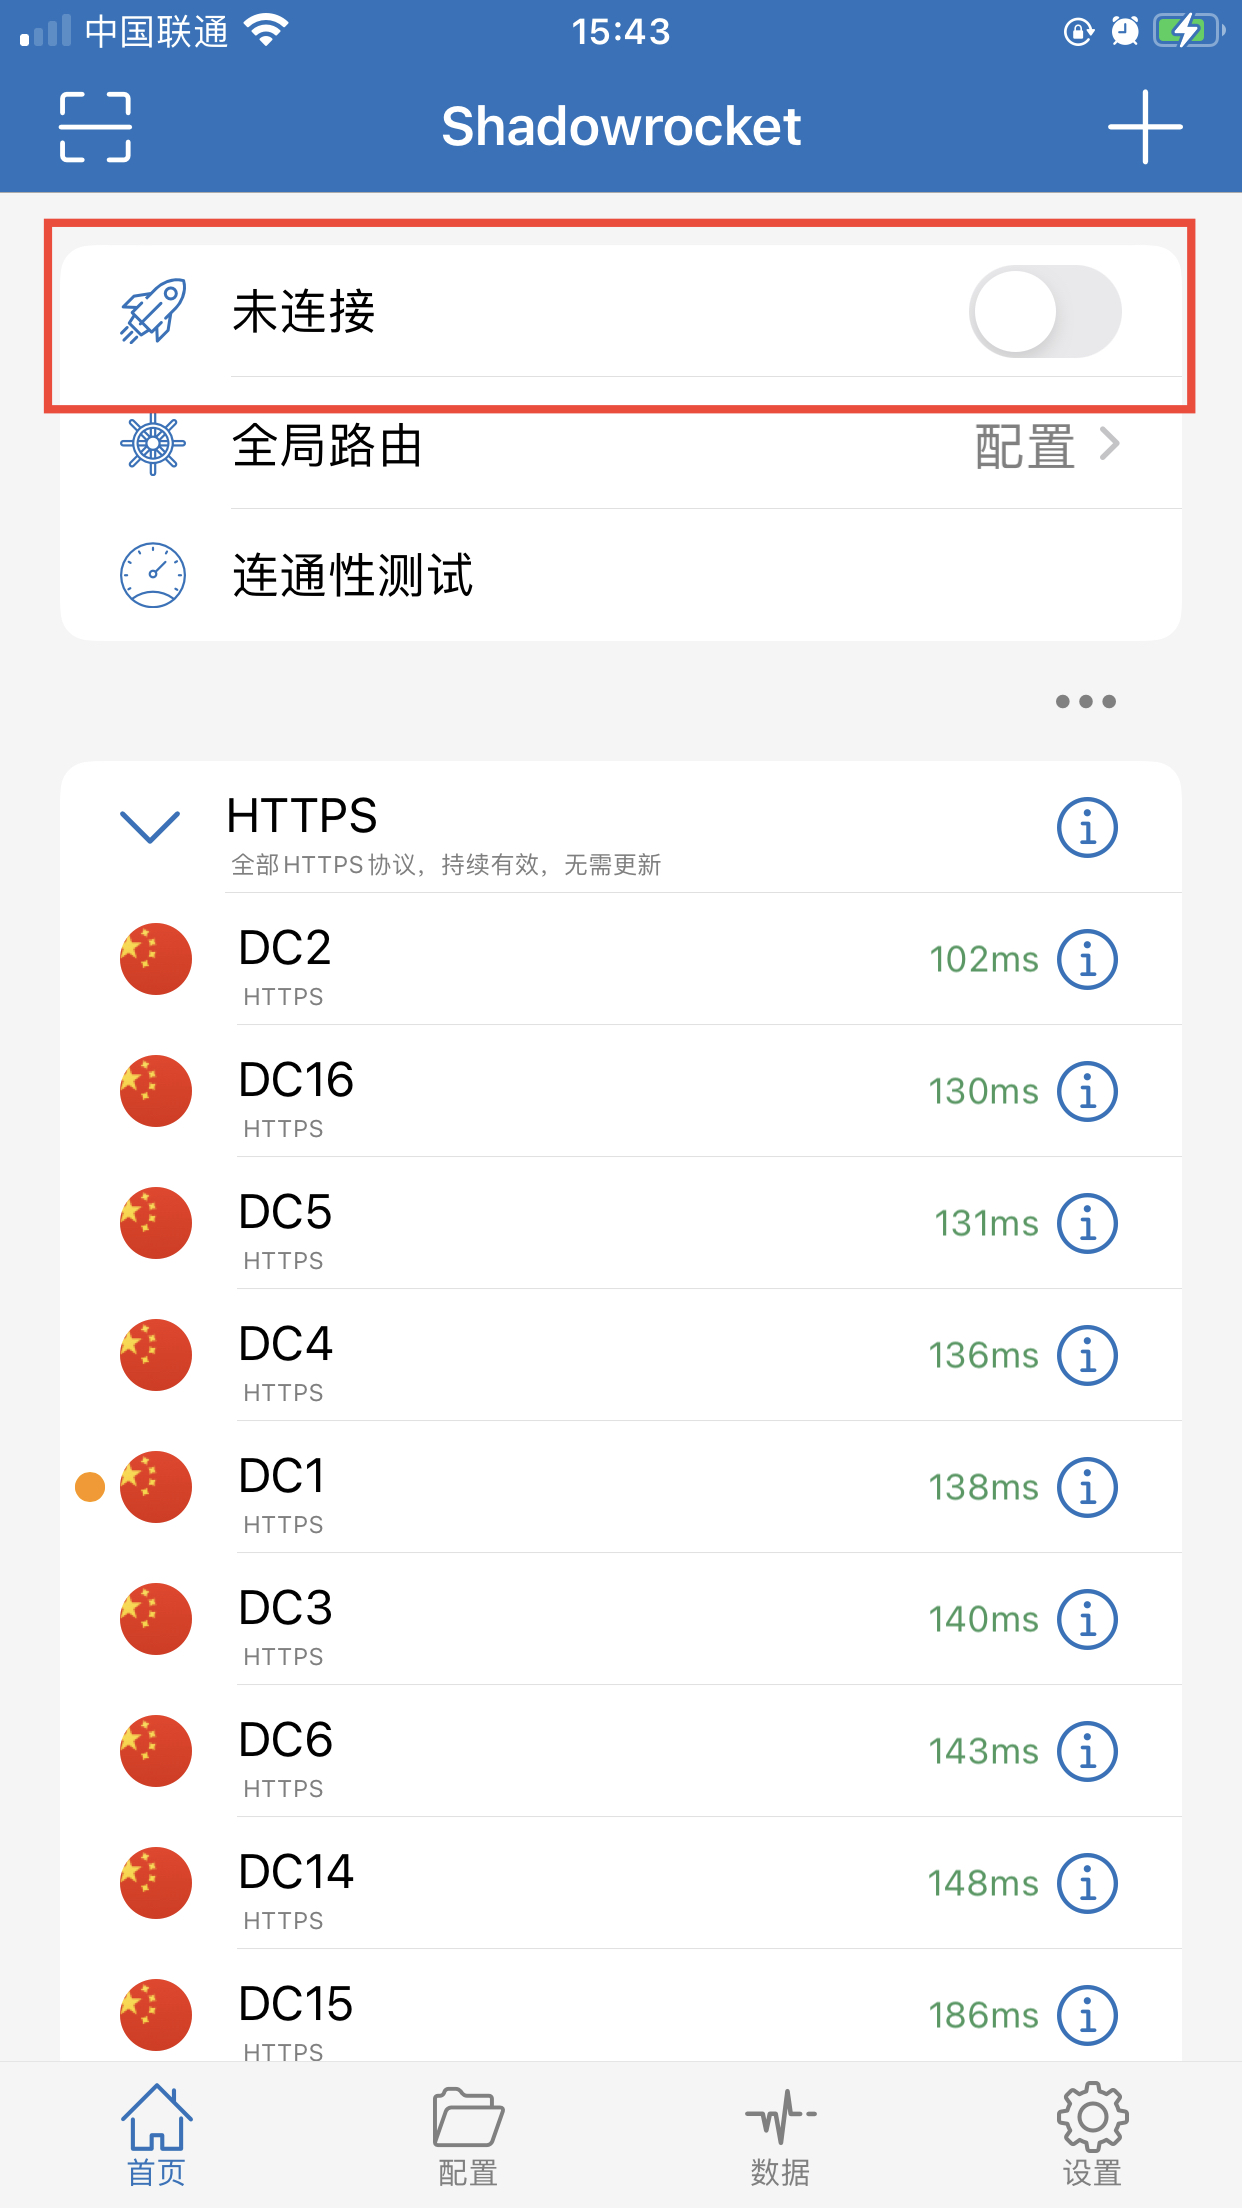 中国联通 15:43
Shadowrocket
未连接
全局路由 配置
连通性测试
HTTPS
全部HTTPS协议，持续有效，无需更新
DC2 102ms
HTTPS
DC16 130ms
HTTPS
DC5 131ms
HTTPS
DC4 136ms
HTTPS
DC1 138ms
HTTPS
DC3 140ms
HTTPS
DC6 143ms
HTTPS
DC14 148ms
HTTPS
DC15 186ms
HTTPS
首页 配置 数据 设置